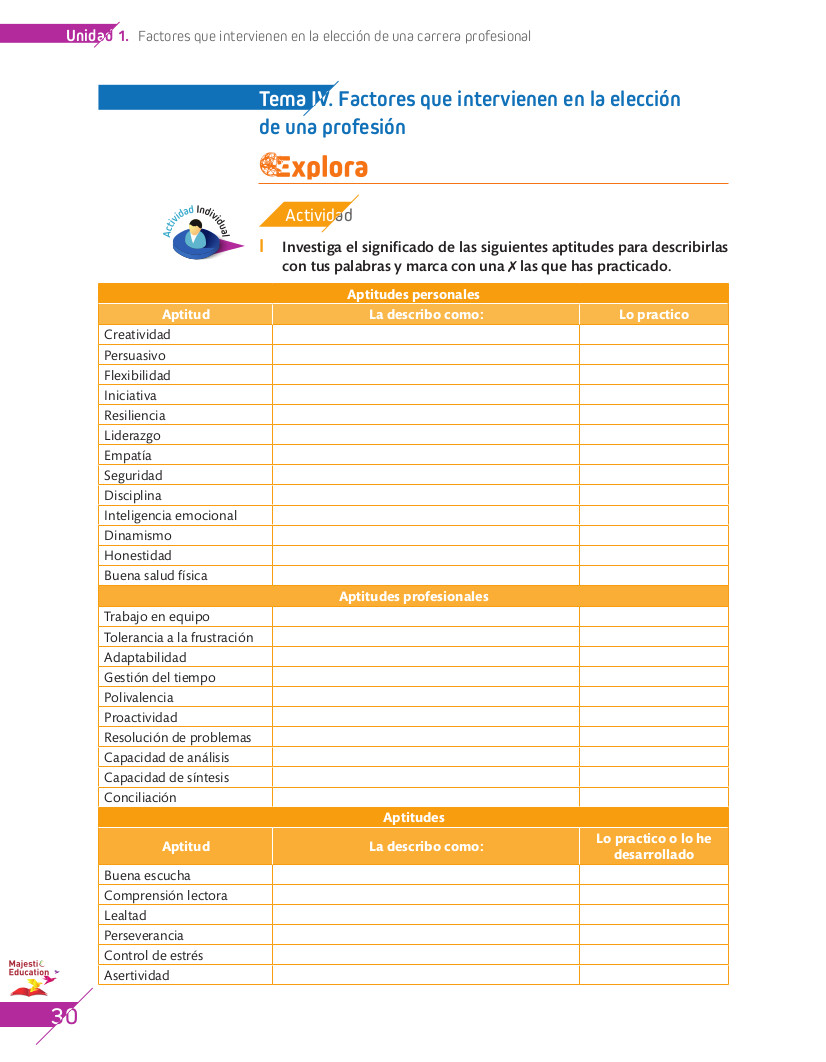 Unidad 1. Factores que intervienen en la elección de una carrera profesional
Tema IV. Factores que intervienen en la elección
de una profesión
Explora
Actividad Individual
Actividad
I Investiga el significado de las siguientes aptitudes para describirlas
con tus palabras y marca con una ✗ las que has practicado.
Aptitudes personales
Aptitud La describo como: Lo practico
Creatividad
Persuasivo
Flexibilidad
Iniciativa
Resiliencia
Liderazgo
Empatía
Seguridad
Disciplina
Inteligencia emocional
Dinamismo
Honestidad
Buena salud física
Aptitudes profesionales
Trabajo en equipo
Tolerancia a la frustración
Adaptabilidad
Gestión del tiempo
Polivalencia
Proactividad
Resolución de problemas
Capacidad de análisis
Capacidad de síntesis
Conciliación
Aptitudes
Aptitud La describo como: Lo practico o lo he
desarrollado
Buena escucha
Comprensión lectora
Lealtad
Perseverancia
Control de estrés
Asertividad
Majestic
Education
30